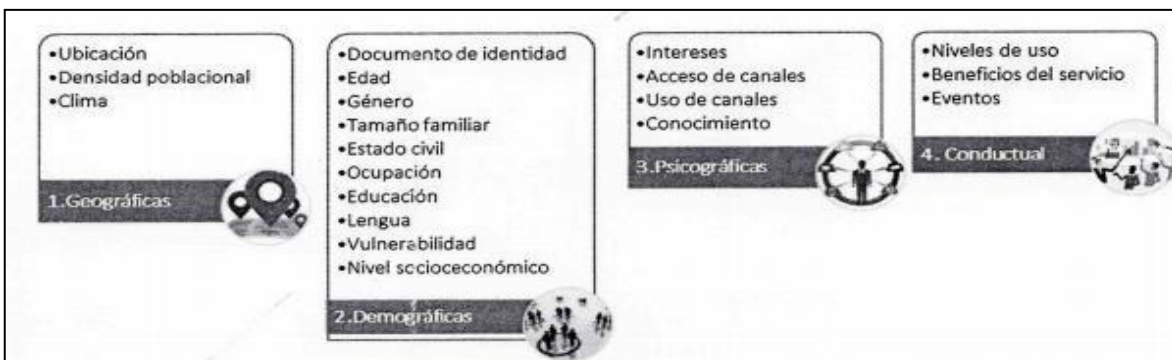 •Ubicación
•Densidad poblacional
•Clima
1.Geográficas
•Documento de identidad
•Edad
•Género
•Tamaño familiar
•Estado civil
•Ocupación
•Educación
•Lengua
•Vulnerabilidad
•Nivel socioeconómico
2.Demográficas
•Intereses
•Acceso de canales
•Uso de canales
•Conocimiento
3.Psicográficas
•Niveles de uso
•Beneficios del servicio
•Eventos
4. Conductual